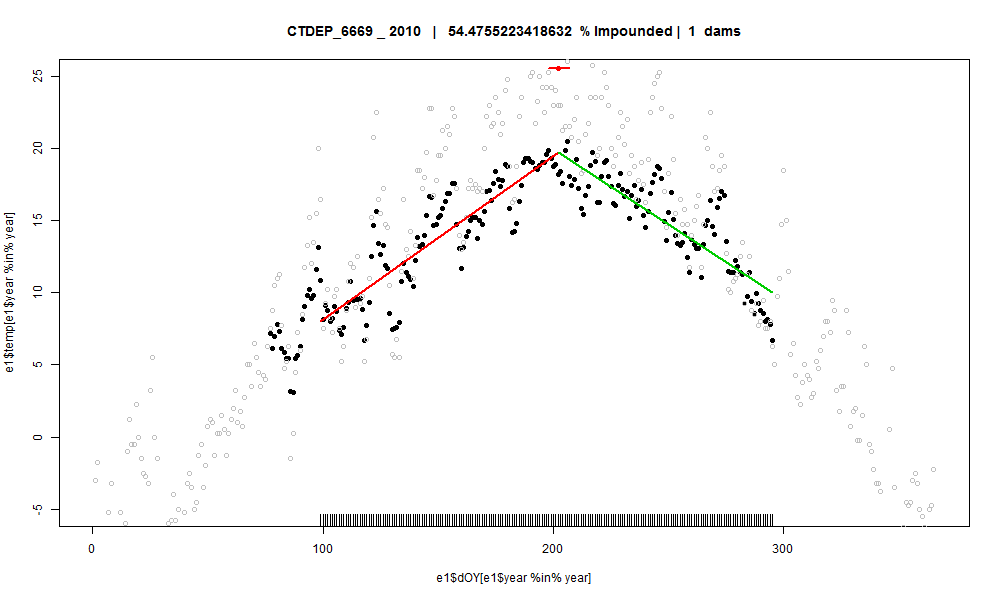 CTDEP_6669 _ 2010 | 54.4755223418632 % Impounded | 1 dams
e1$temp[e1$year %in% year]
25
20
15
10
5
0
-5
0 100 200 300
e1$dOY[e1$year %in% year]